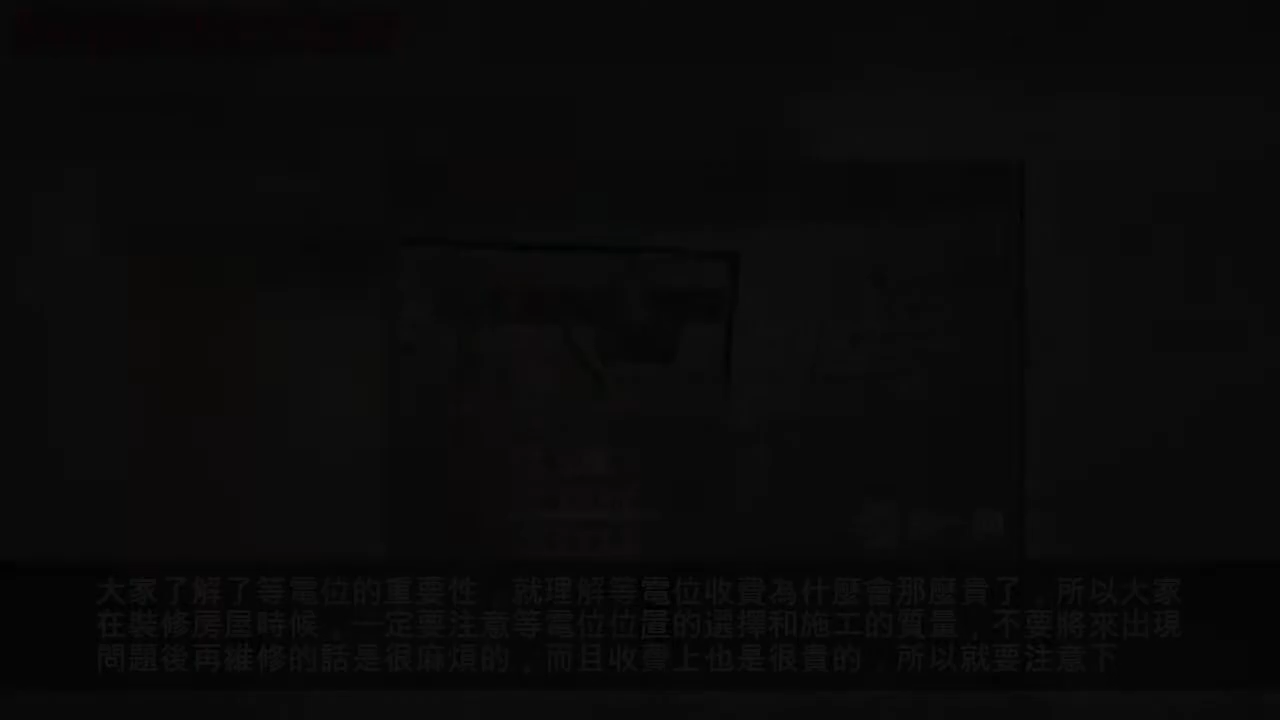 大家了解了等電位的重要性，就理解等電位收費為什麼會那麼貴了，所以大家
在裝修房屋時候，一定要注意等電位位置的選擇和施工的質量，不要將來出現
問題後再維修的話是很麻煩的，而且收費上也是很貴的，所以就要注意下